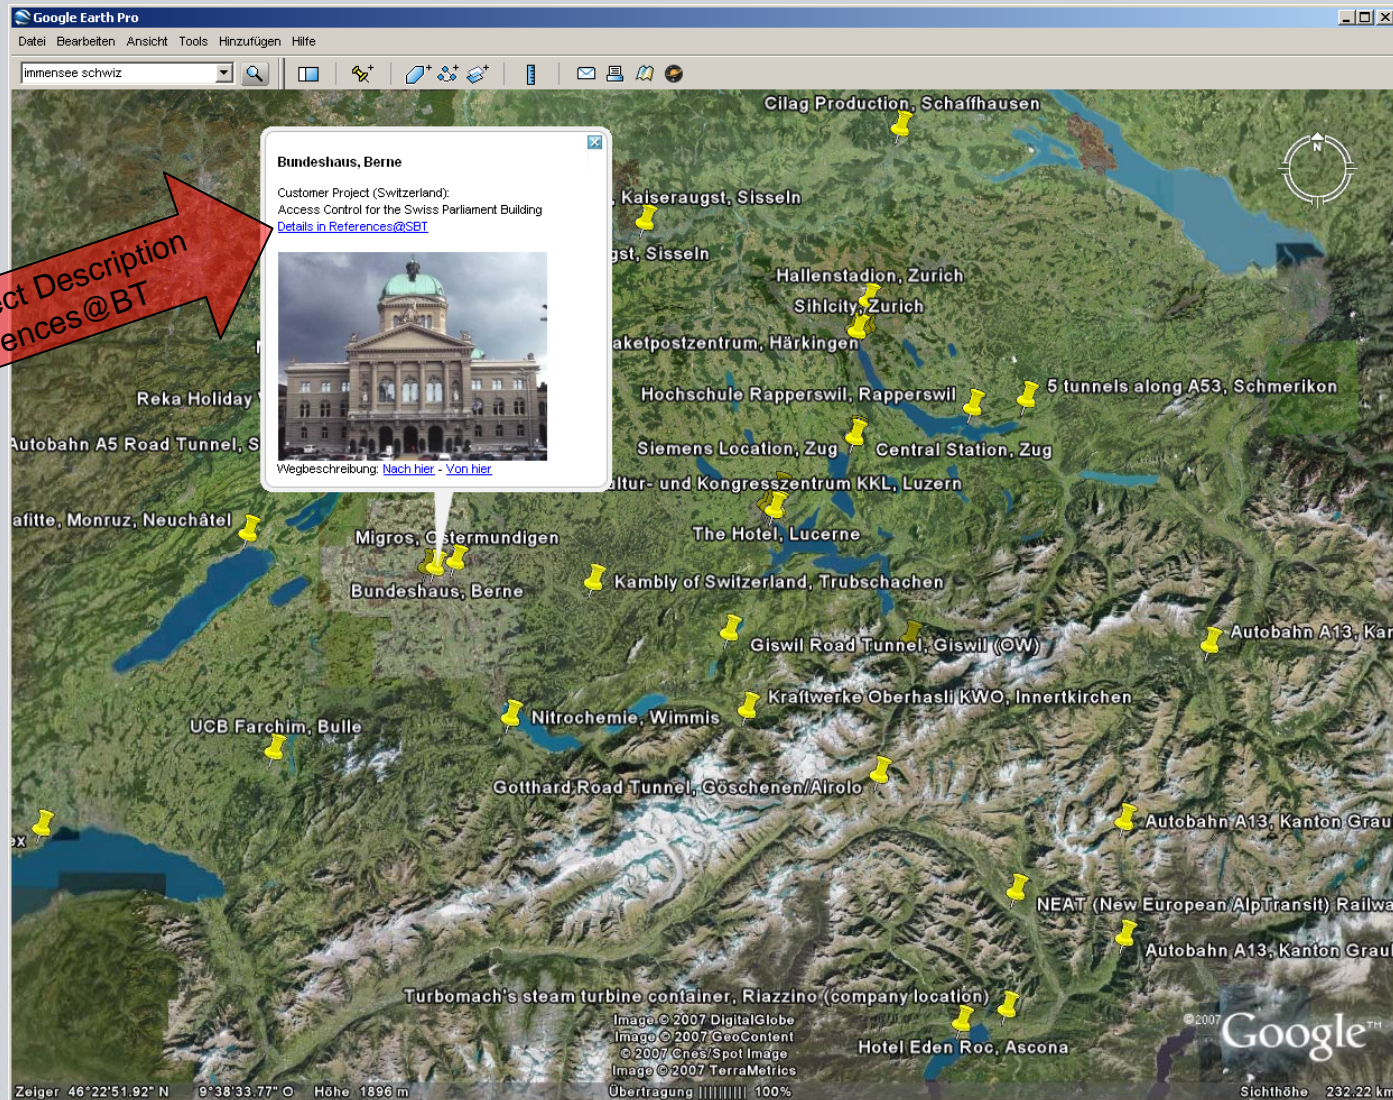 Google Earth Pro
Datei Bearbeiten Ansicht Tools Hinzufügen Hilfe
immensee schwiz
Cilag Production, Schaffhausen
N
Bundeshaus, Berne
Customer Project (Switzerland):
Access Control for the Swiss Parliament Building
Details in References@SBT
Wegbeschreibung: Nach hier - Von hier
Description
@BT
, Kaiseraugst, Sisseln
, Sisseln
Hallenstadion, Zurich
Sihlcity, Zurich
, Härkingen
Reka Holiday
Hochschule Rapperswil, Rapperswil
5 tunnels along A53, Schmerikon
Autobahn A5 Road Tunnel, S
Siemens Location, Zug
Central Station, Zug
und Kongresszentrum KKL, Luzern
afitte, Monruz, Neuchâtel
The Hotel, Lucerne
Migros, Ostermundigen
Bundeshaus, Berne
Kambly of Switzerland, Trubschachen
Giswil Road Tunnel, Giswil (OW)
Autobahn A13, Kan
Kraftwerke Oberhasli KWO, Innertkirchen
Nitrochemie, Wimmis
UCB Farchim, Bulle
Gotthard Road Tunnel, Göschenen/Airolo
ex
Autobahn A13, Kanton Grau
NEAT (New European AlpTransit) Railwa
Autobahn A13, Kanton Grau
Turbomach's steam turbine container, Riazzino (company location)
Hotel Eden Roc, Ascona
Image © 2007 DigitalGlobe
Image © 2007 GeoContent
© 2007 Cnes/Spot Image
Image © 2007 TerraMetrics
©2007 Google™
Zeiger 46°22'51.92" N 9°38'33.77" O Höhe 1896 m
Übertragung |||||||||| 100%
Sichthöhe 232.22 km